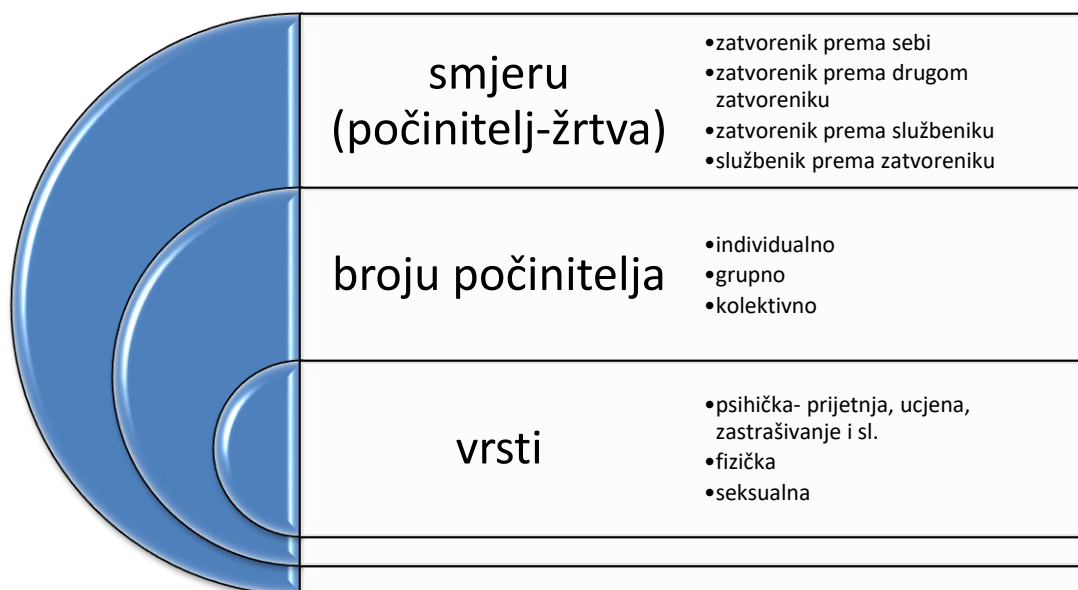 smjeru
(počinitelj-žrtva)
•zatvorenik prema sebi
•zatvorenik prema drugom
zatvoreniku
•zatvorenik prema službeniku
•službenik prema zatvoreniku
broju počinitelja
•individualno
•grupno
•kolektivno
vrsti
•psihička- prijetnja, ucjena,
zastrašivanje i sl.
•fizička
•seksualna